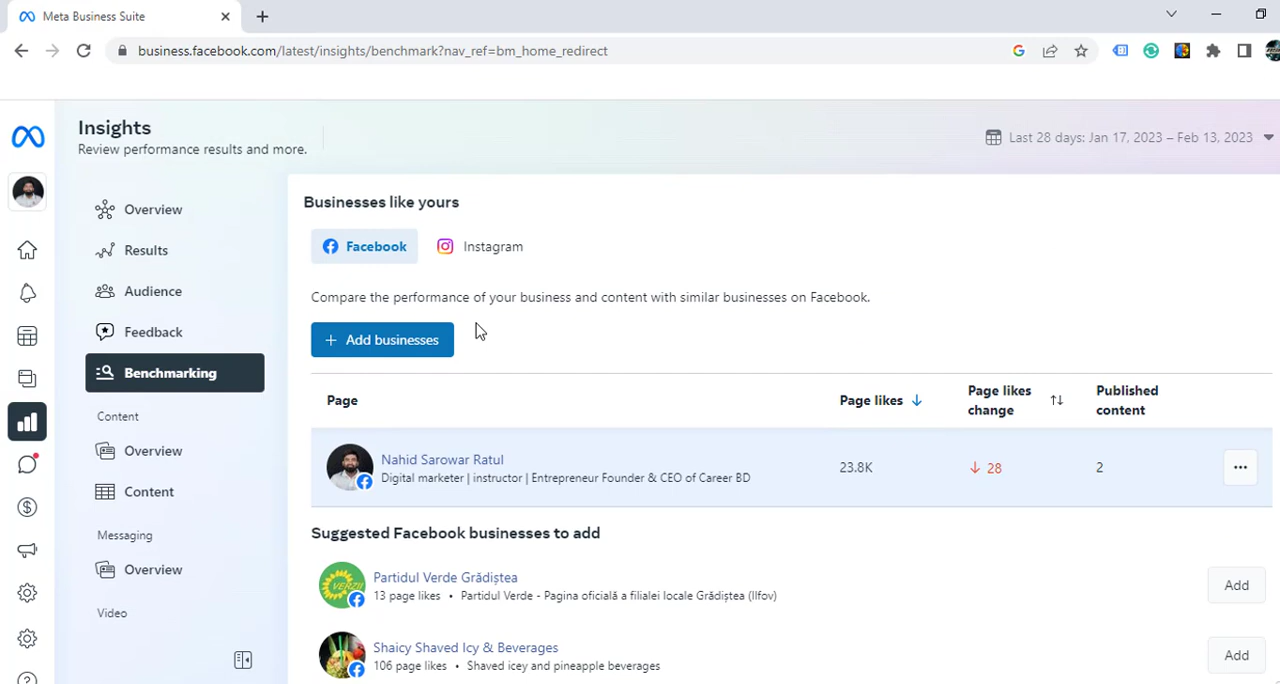 Meta Business Suite
business.facebook.com/latest/insights/benchmark?nav_ref=bm_home_redirect
Insights
Review performance results and more.
Last 28 days: Jan 17, 2023 – Feb 13, 2023
Overview
Results
Audience
Feedback
Benchmarking
Content
Overview
Content
Messaging
Overview
Video
Businesses like yours
Facebook
Instagram
Compare the performance of your business and content with similar businesses on Facebook.
+ Add businesses
Page
Page likes ↓
Page likes
change
Published
content
Nahid Sarowar Ratul
Digital marketer | instructor | Entrepreneur Founder & CEO of Career BD
23.8K
↓ 28
2
Suggested Facebook businesses to add
Partidul Verde Grădiștea
13 page likes • Partidul Verde - Pagina oficială a filialei locale Grădiștea (Ilfov)
Add
VERZII
Shaicy Shaved Icy & Beverages
106 page likes • Shaved icey and pineapple beverages
Add